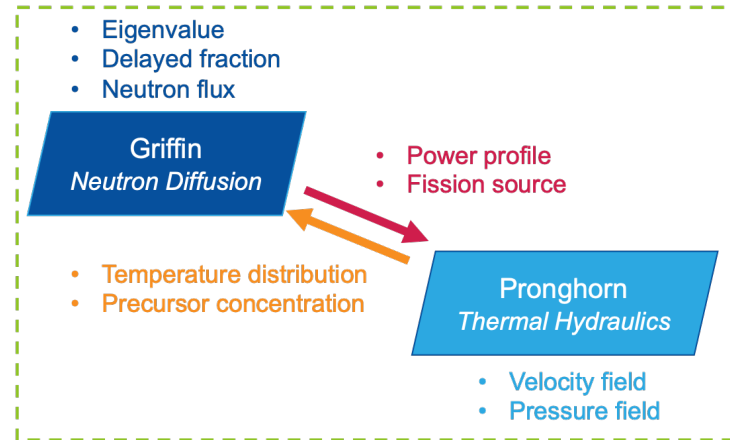 • Eigenvalue
• Delayed fraction
• Neutron flux
Griffin
Neutron Diffusion
• Power profile
• Fission source
• Temperature distribution
• Precursor concentration
Pronghorn
Thermal Hydraulics
• Velocity field
• Pressure field